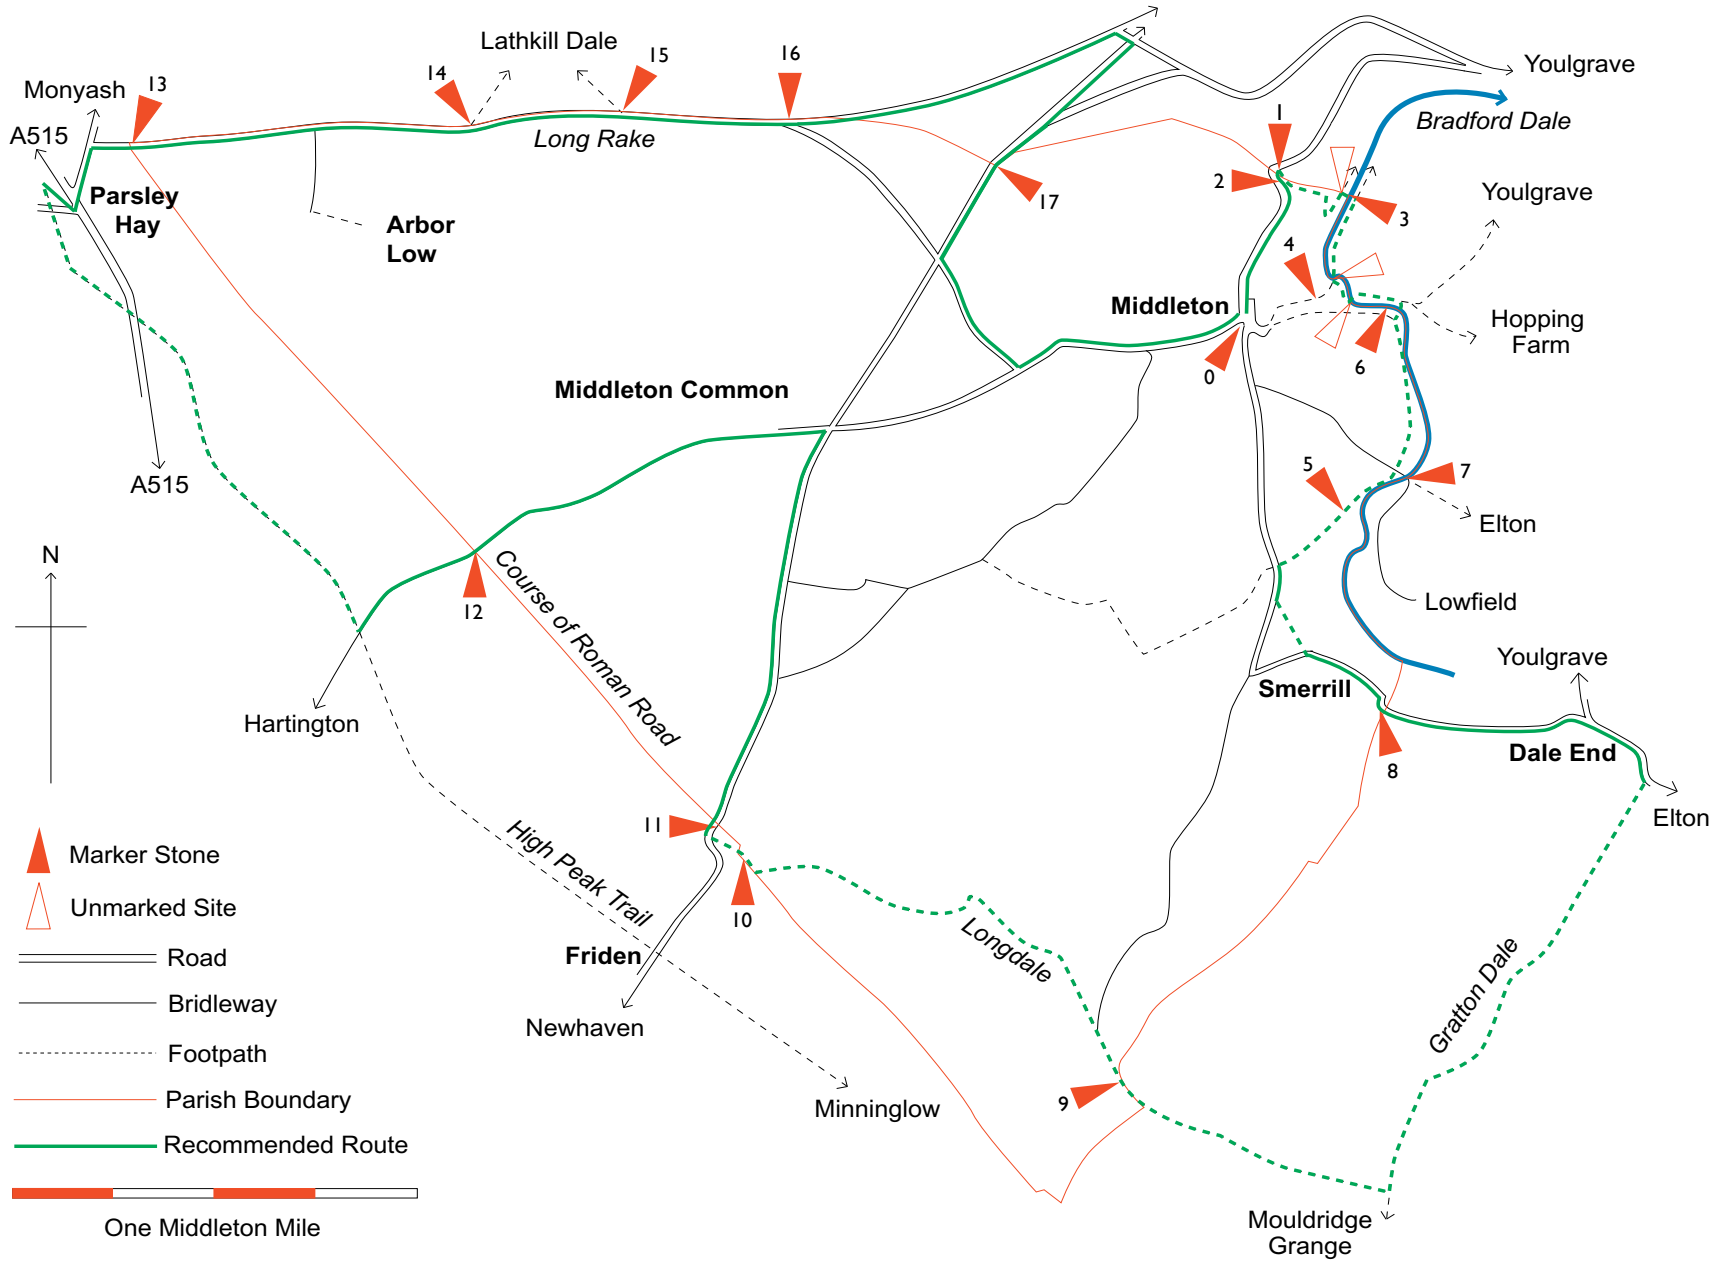 Lathkill Dale
Monyash
13
14
15
16
Youlgrave
A515
Long Rake
1
Bradford Dale
Parsley
Hay
Arbor
Low
17
2
3
Youlgrave
4
Middleton
Hopping
Farm
0
6
Middleton Common
A515
5
7
Elton
N
Course of Roman Road
12
Lowfield
Hartington
Smerrill
Youlgrave
8
Dale End
Elton
11
High Peak Trail
10
Longdale
Gratton Dale
Friden
Newhaven
9
Minninglow
Mouldridge
Grange
Marker Stone
Unmarked Site
Road
Bridleway
Footpath
Parish Boundary
Recommended Route
One Middleton Mile